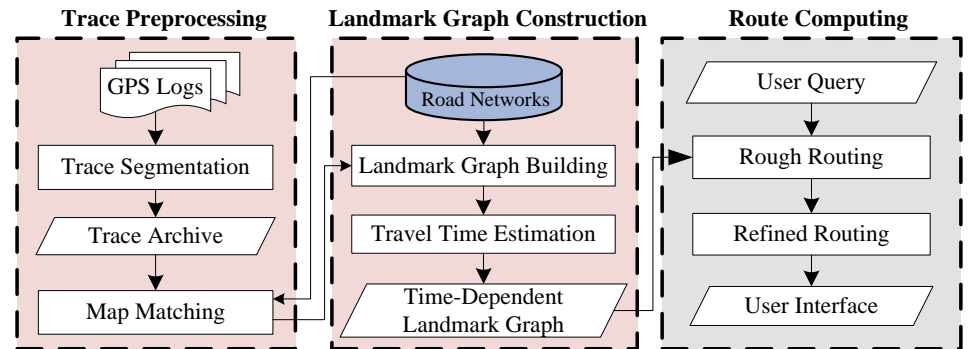 Trace Preprocessing
GPS Logs
Trace Segmentation
Trace Archive
Map Matching
Landmark Graph Construction
Road Networks
Landmark Graph Building
Travel Time Estimation
Time-Dependent
Landmark Graph
Route Computing
User Query
Rough Routing
Refined Routing
User Interface